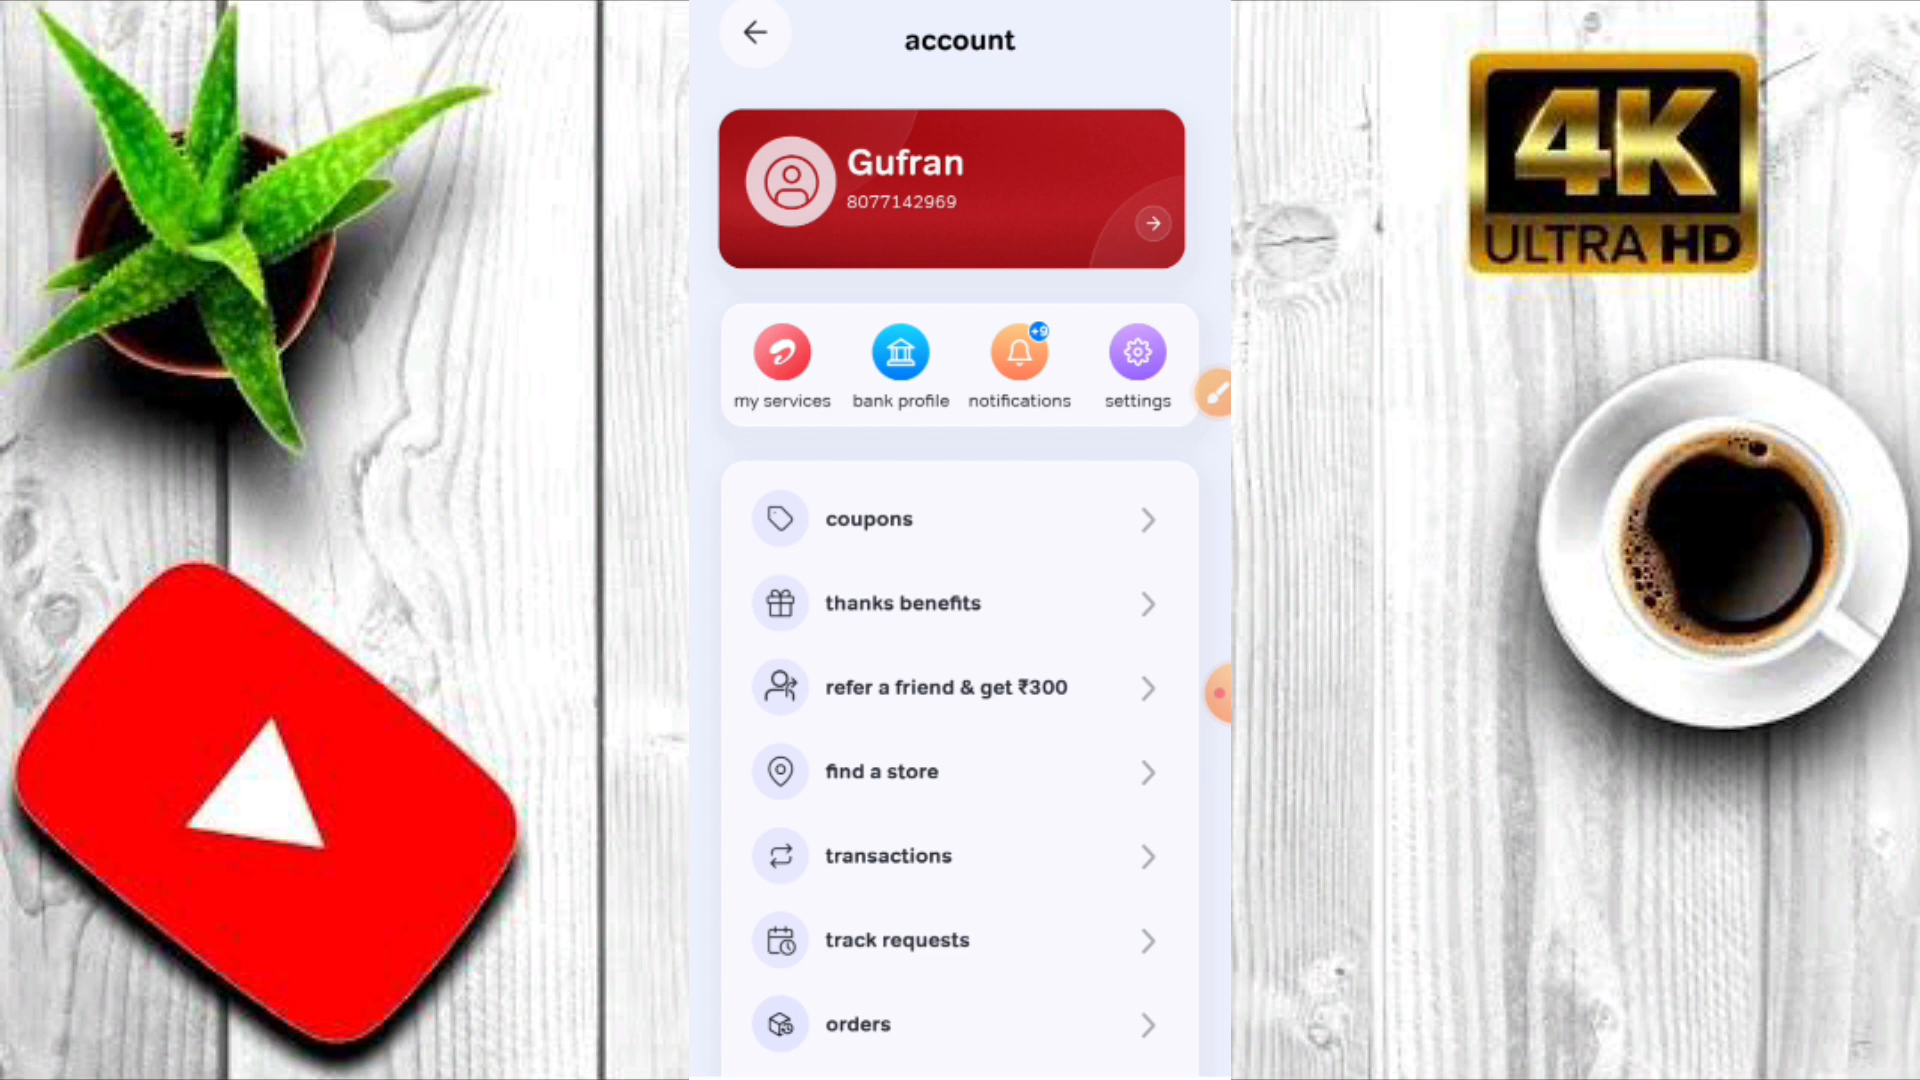 account
Gufran
8077142969
+9
my services
bank profile
notifications
settings
coupons
thanks benefits
refer a friend & get ₹300
find a store
transactions
track requests
orders
4K
ULTRA HD